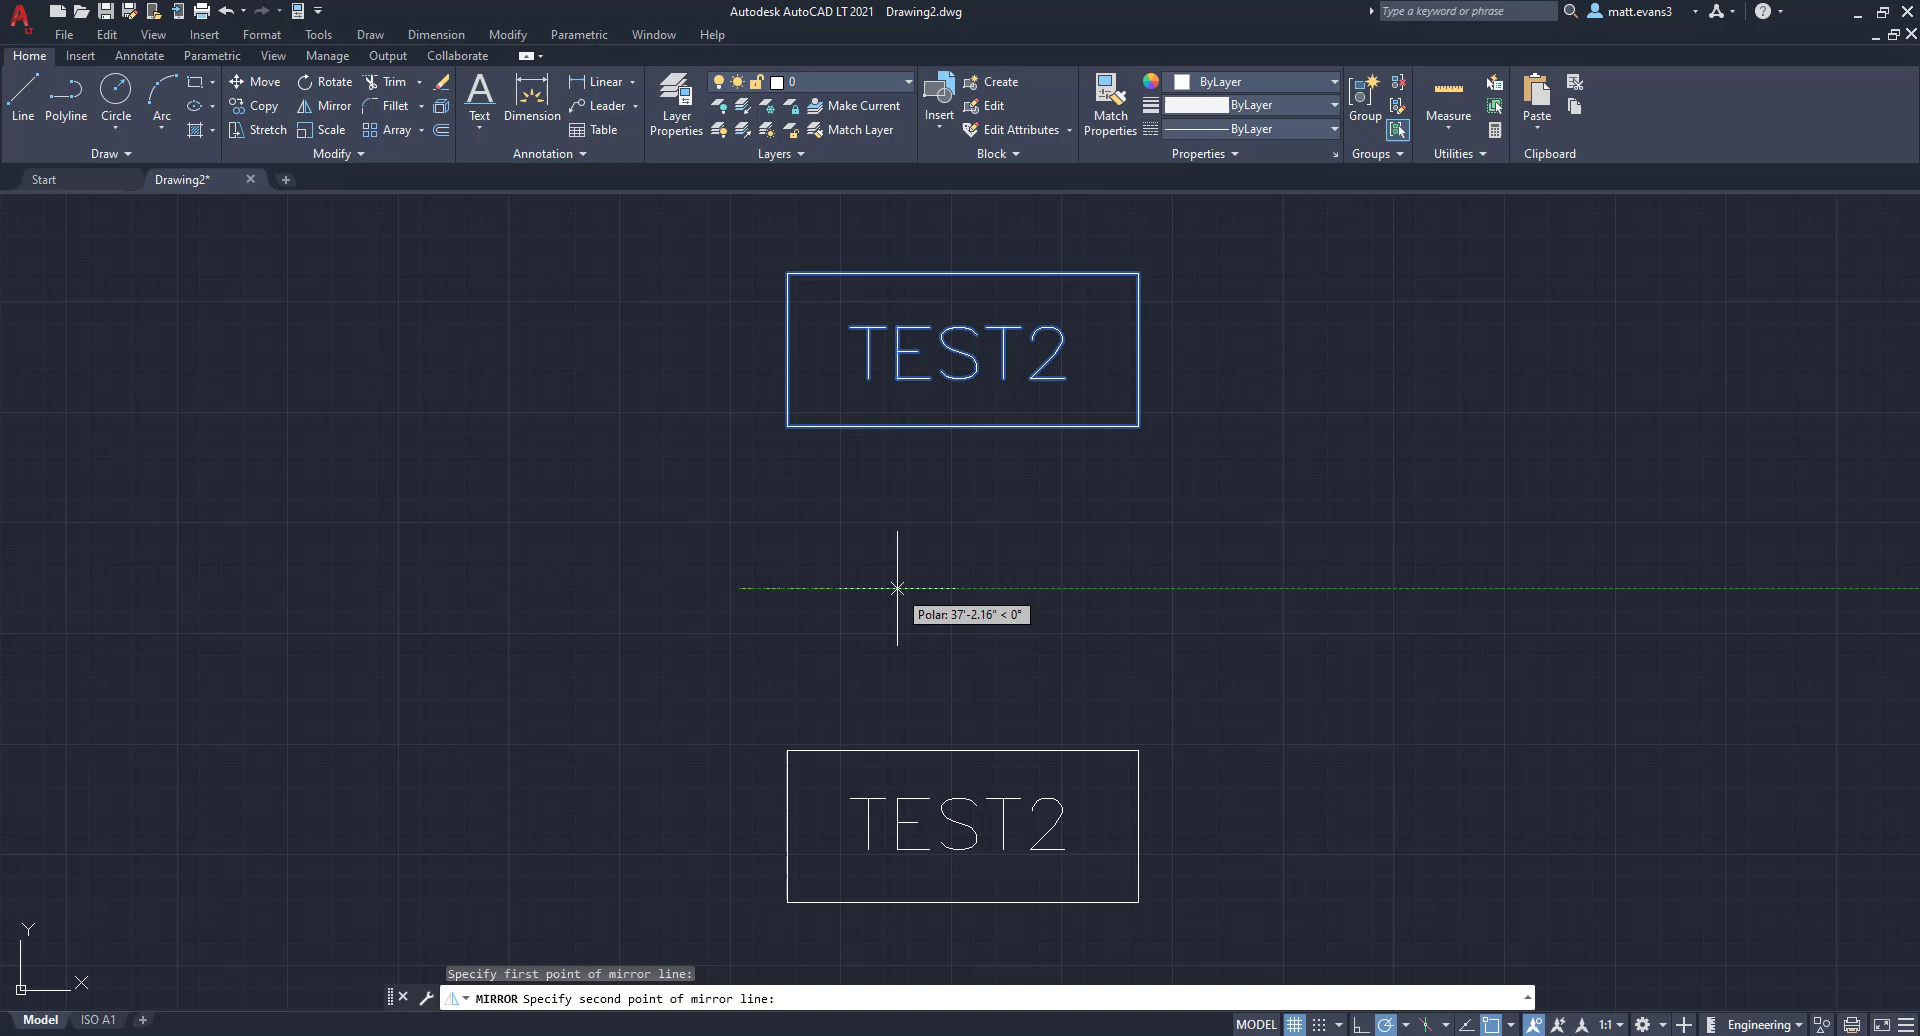 A LT Autodesk AutoCAD LT 2021 Drawing2.dwg Type a keyword or phrase matt.evans3 ?
File Edit View Insert Format Tools Draw Dimension Modify Parametric Window Help
Home Insert Annotate Parametric View Manage Output Collaborate
Line Polyline Circle Arc
Move Rotate Trim
Copy Mirror Fillet
Stretch Scale Array
A Text Dimension
Linear
Leader
Table
Layer Properties
0
Make Current
Match Layer
Insert
Create
Edit
Edit Attributes
Match Properties
ByLayer
ByLayer
ByLayer
Group
Measure
Paste
Draw Modify Annotation Layers Block Properties Groups Utilities Clipboard
Start Drawing2*
TEST2
Polar: 37'-2.16" < 0°
TEST2
Y
X
Specify first point of mirror line:
MIRROR Specify second point of mirror line:
Model ISO A1 MODEL 1:1 Engineering